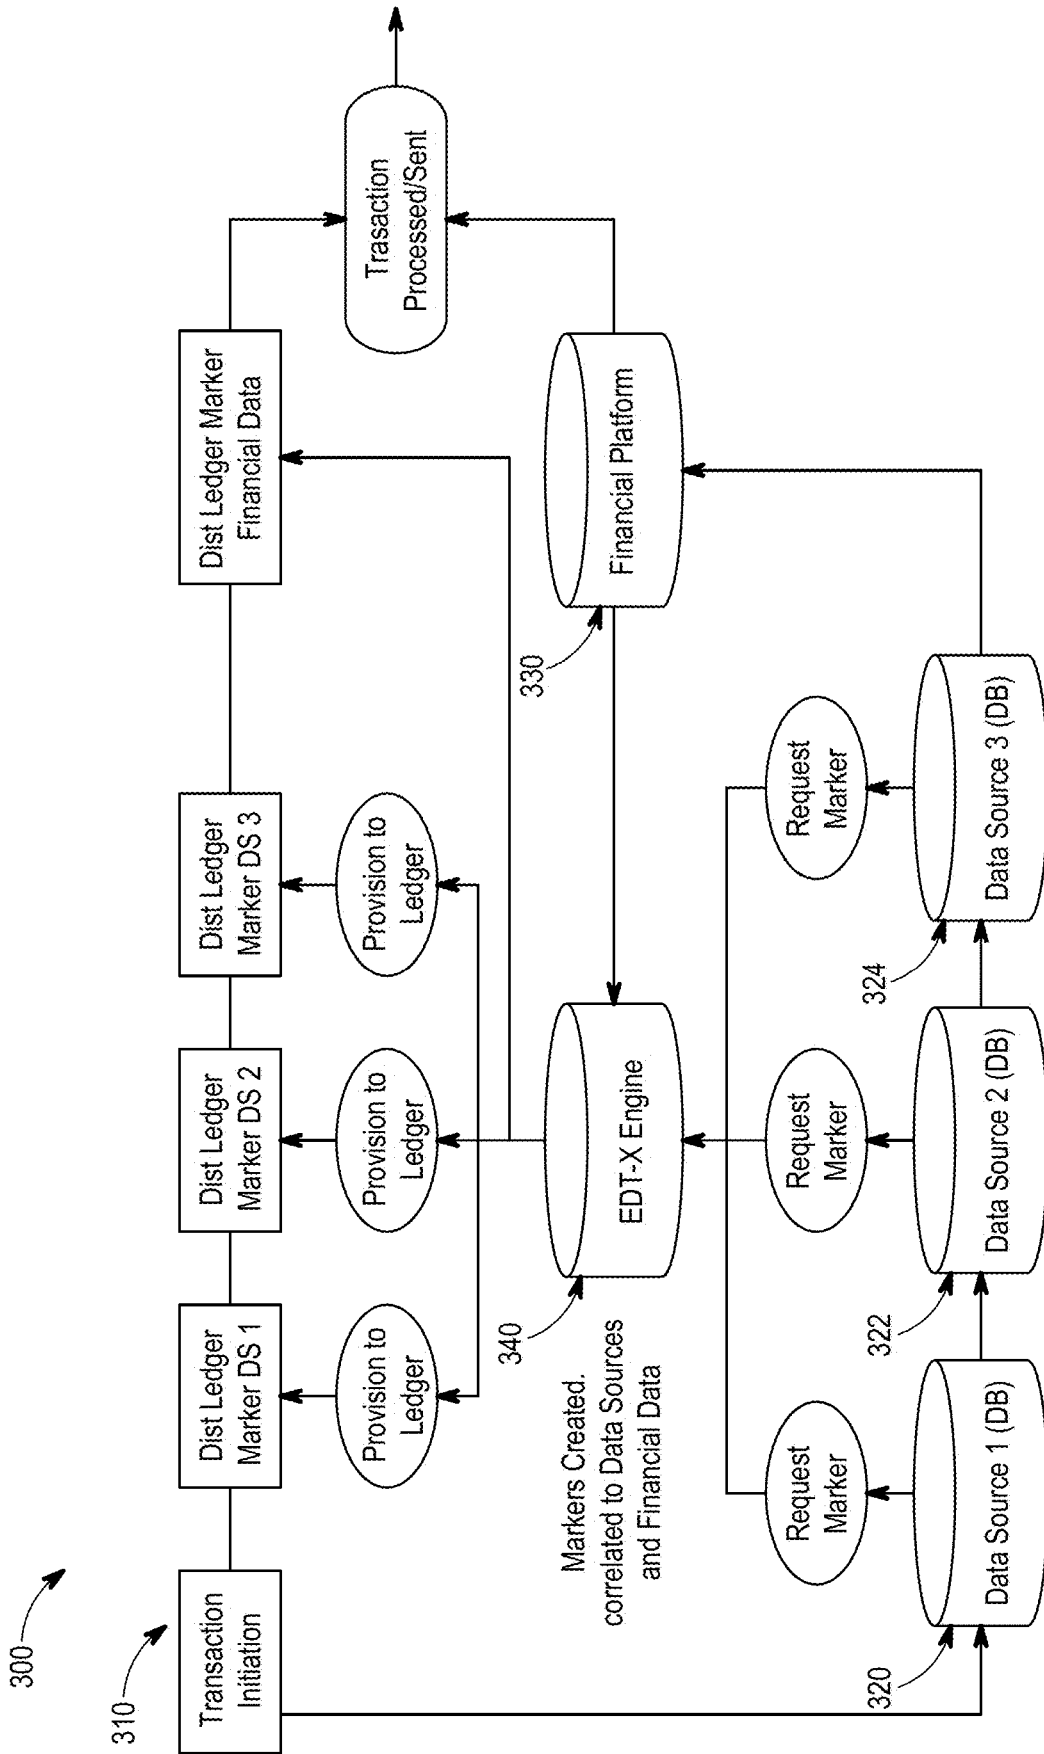 300
310
Transaction
Initiation
Dist Ledger
Marker DS 1
Dist Ledger
Marker DS 2
Dist Ledger
Marker DS 3
Dist Ledger Marker
Financial Data
Provision to
Ledger
Provision to
Ledger
Provision to
Ledger
Trasaction
Processed/Sent
Markers Created.
correlated to Data Sources
and Financial Data
340
EDT-X Engine
330
Financial Platform
Request
Marker
Request
Marker
Request
Marker
320
Data Source 1 (DB)
322
Data Source 2 (DB)
324
Data Source 3 (DB)